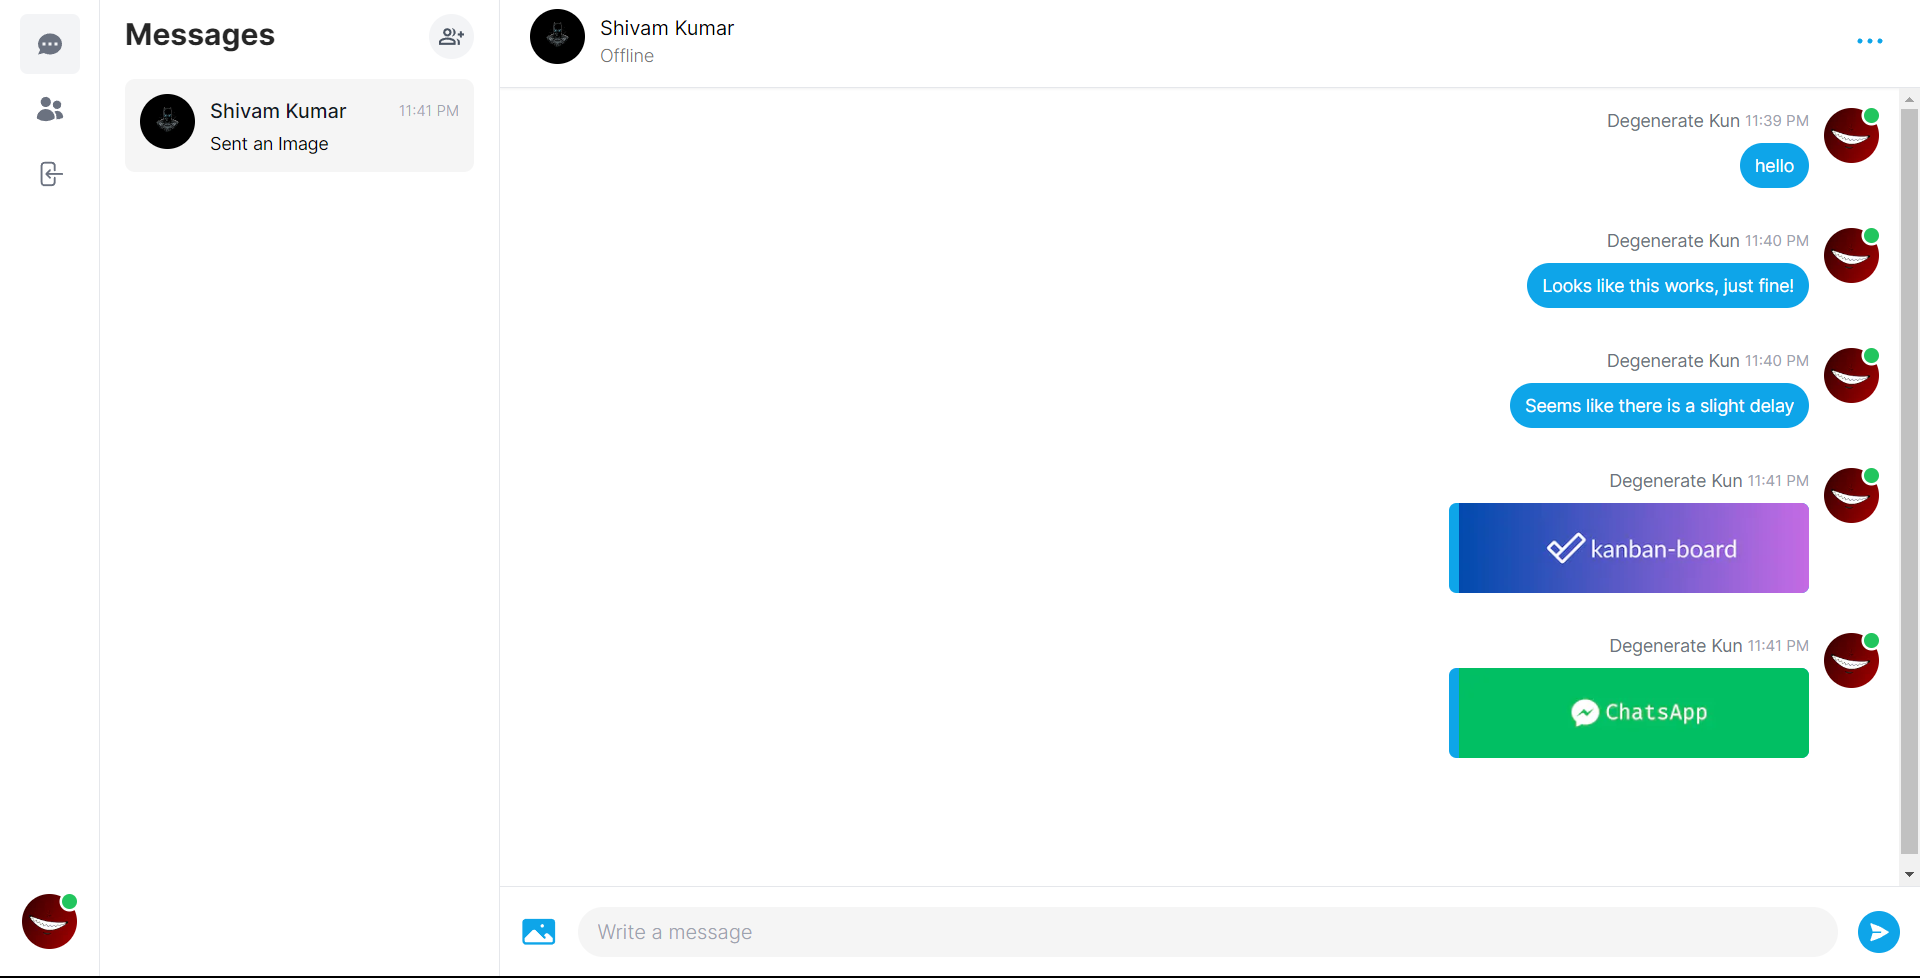 Messages
Shivam Kumar 11:41 PM
Sent an Image
Shivam Kumar
Offline
Degenerate Kun 11:39 PM
hello
Degenerate Kun 11:40 PM
Looks like this works, just fine!
Degenerate Kun 11:40 PM
Seems like there is a slight delay
Degenerate Kun 11:41 PM
kanban-board
Degenerate Kun 11:41 PM
ChatsApp
Write a message